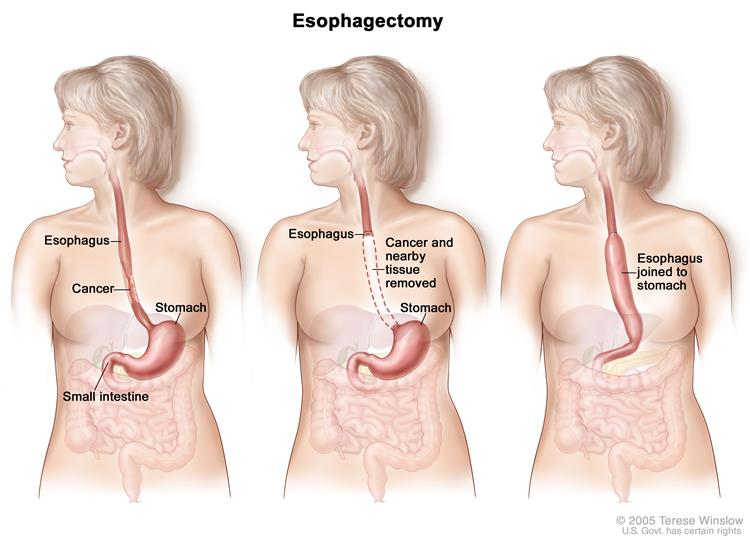 Esophagectomy
Esophagus
Cancer
Stomach
Small intestine
Esophagus
Cancer and
nearby
tissue
removed
Stomach
Esophagus
joined to
stomach
© 2005 Terese Winslow
U.S. Govt. has certain rights